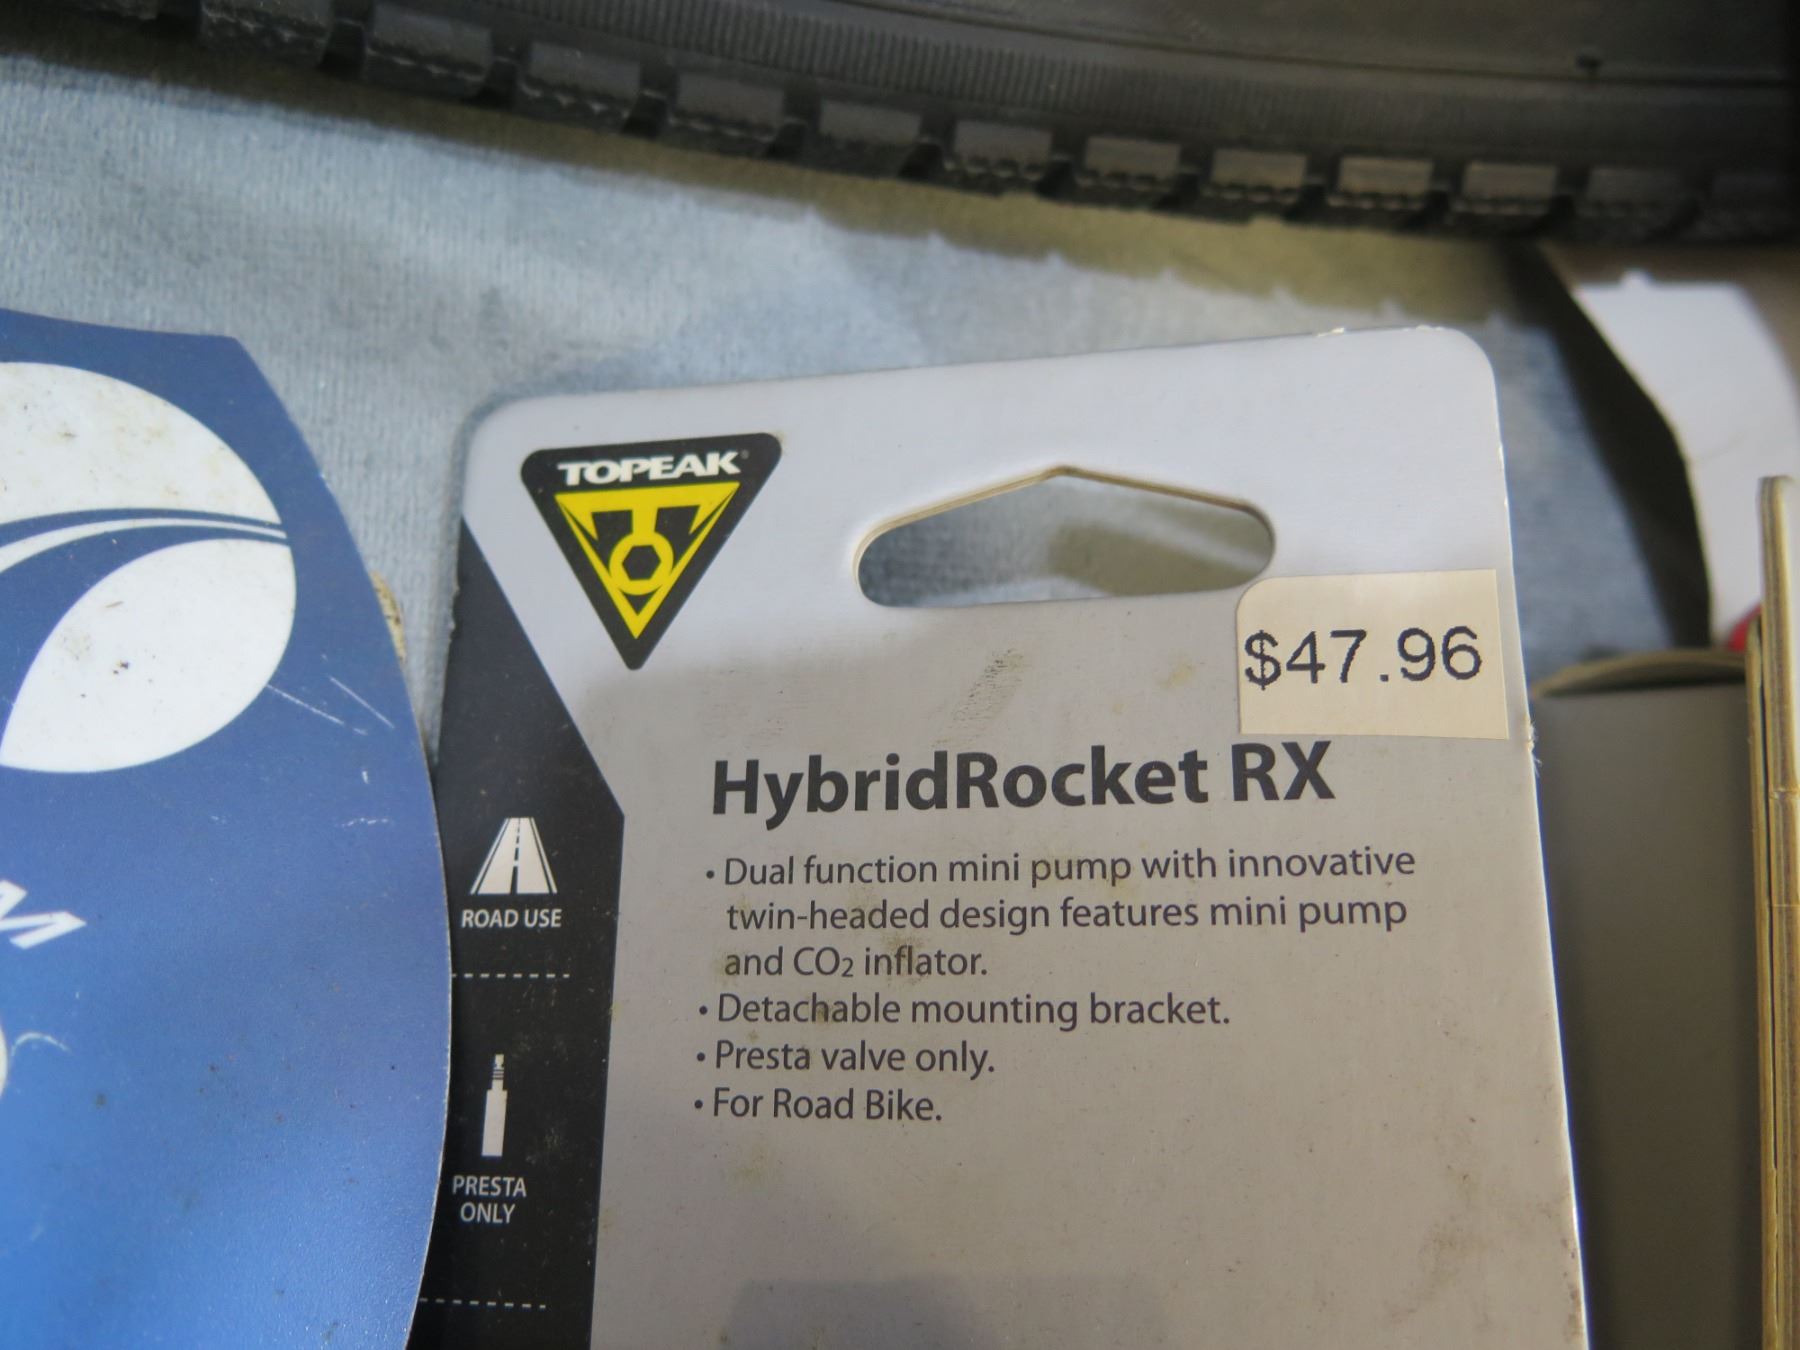 TOPEAK
$47.96
HybridRocket RX
• Dual function mini pump with innovative
twin-headed design features mini pump
and CO₂ inflator.
• Detachable mounting bracket.
• Presta valve only.
• For Road Bike.
ROAD USE
PRESTA
ONLY
M